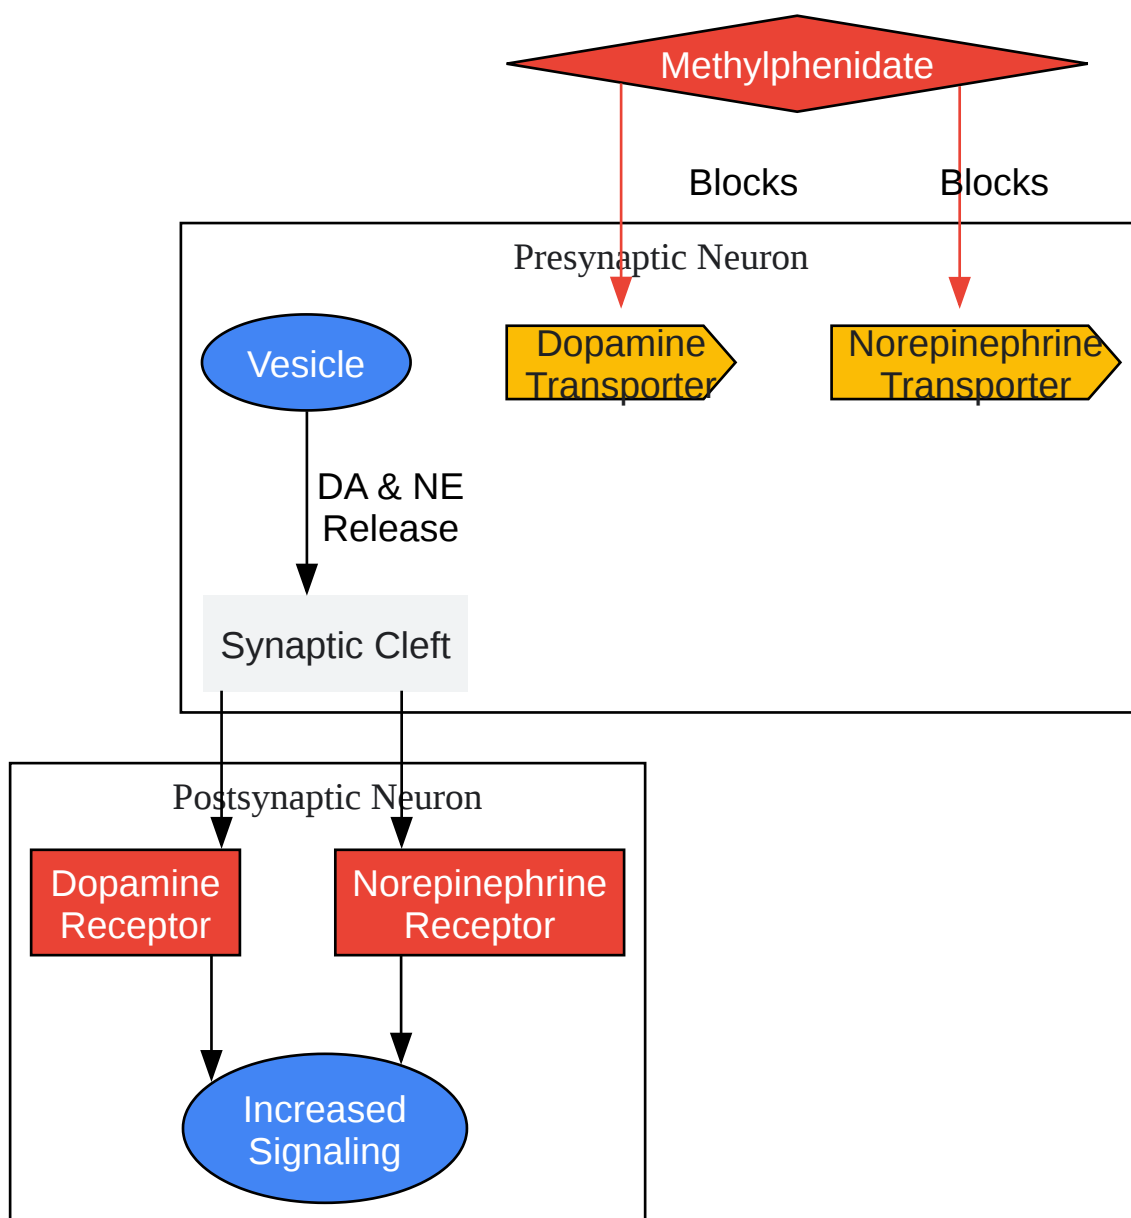 Methylphenidate
Blocks
Blocks
Presynaptic Neuron
Vesicle
Dopamine
Transporter
Norepinephrine
Transporter
DA & NE
Release
Synaptic Cleft
Postsynaptic Neuron
Dopamine
Receptor
Norepinephrine
Receptor
Increased
Signaling